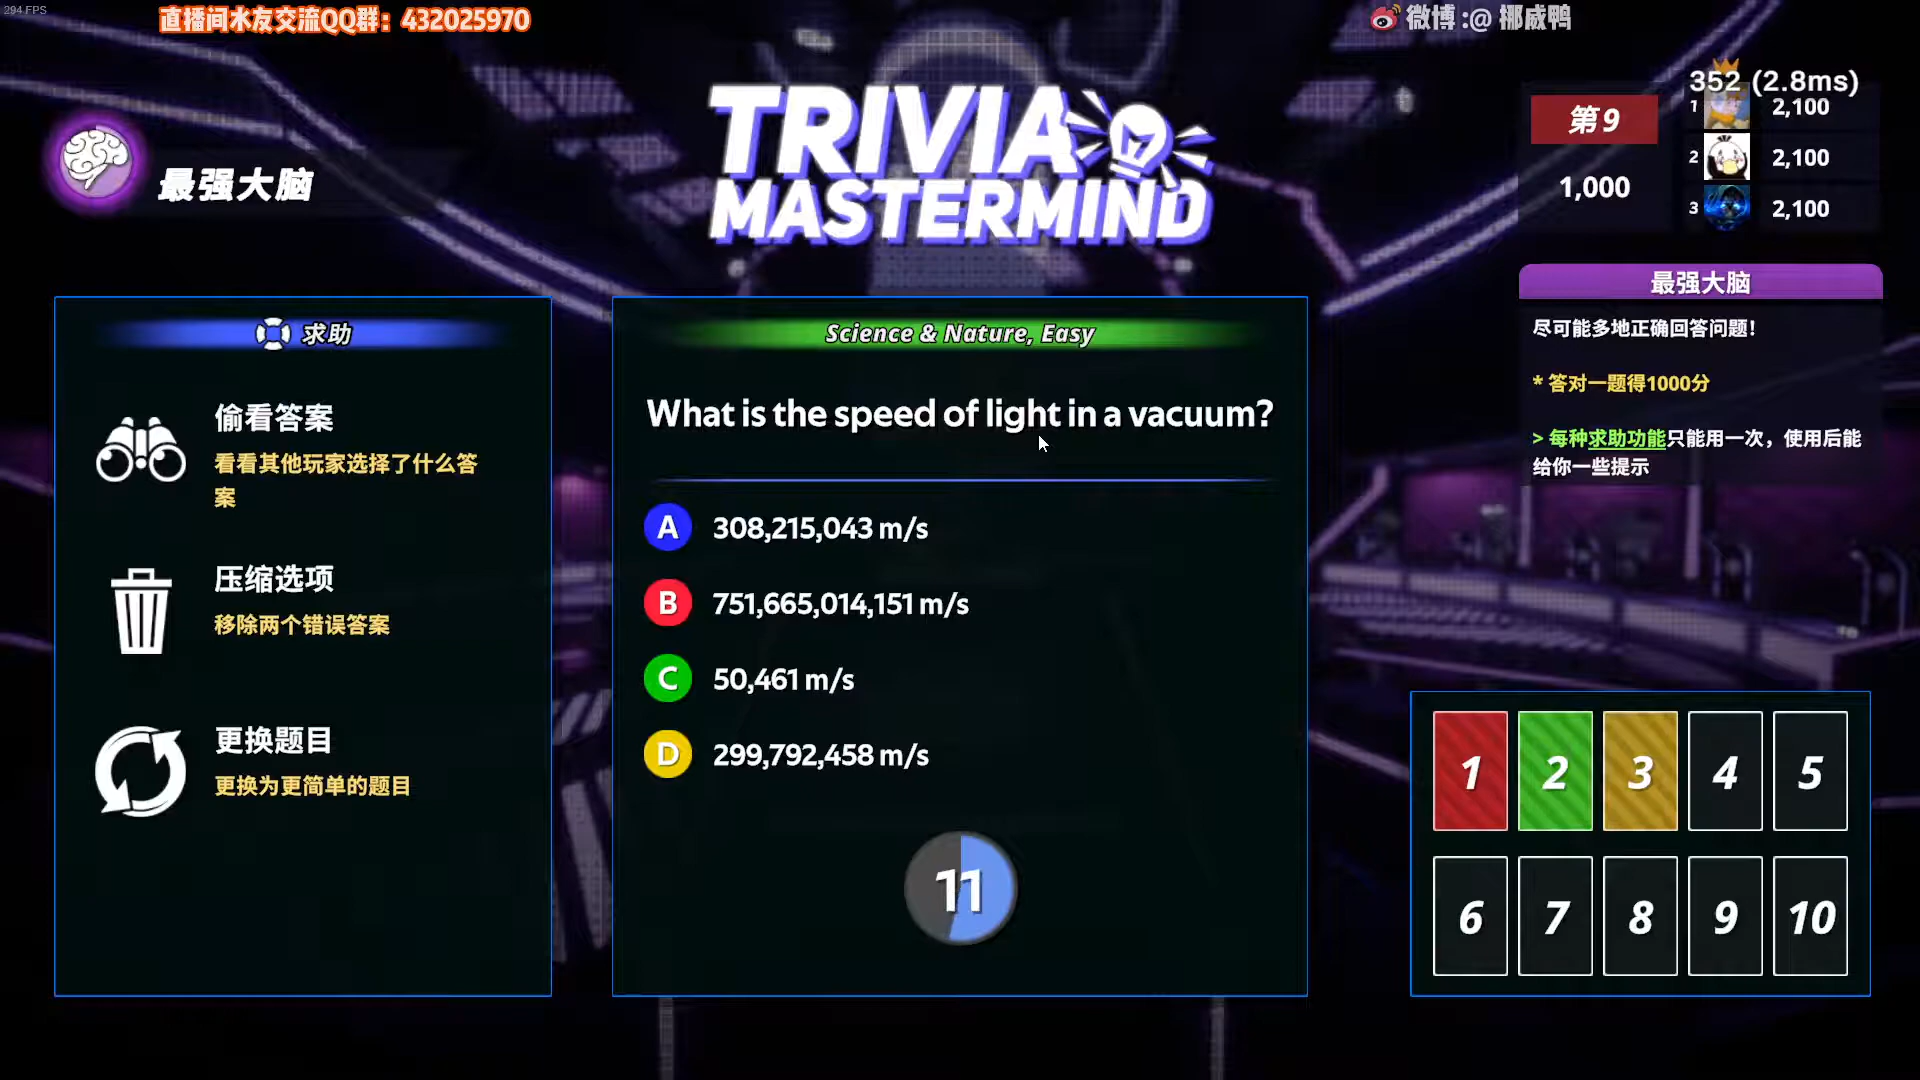 294 FPS
直播间水友交流QQ群：432025970
微博 :@ 挪威鸭
最强大脑
TRIVIA
MASTERMIND
第9
1,000
352 (2.8ms)
1 2,100
2 2,100
3 2,100
最强大脑
尽可能多地正确回答问题！
* 答对一题得1000分
> 每种求助功能只能用一次，使用后能
给你一些提示
求助
偷看答案
看看其他玩家选择了什么答
案
压缩选项
移除两个错误答案
更换题目
更换为更简单的题目
Science & Nature, Easy
What is the speed of light in a vacuum?
A 308,215,043 m/s
B 751,665,014,151 m/s
C 50,461 m/s
D 299,792,458 m/s
11
1 2 3 4 5
6 7 8 9 10